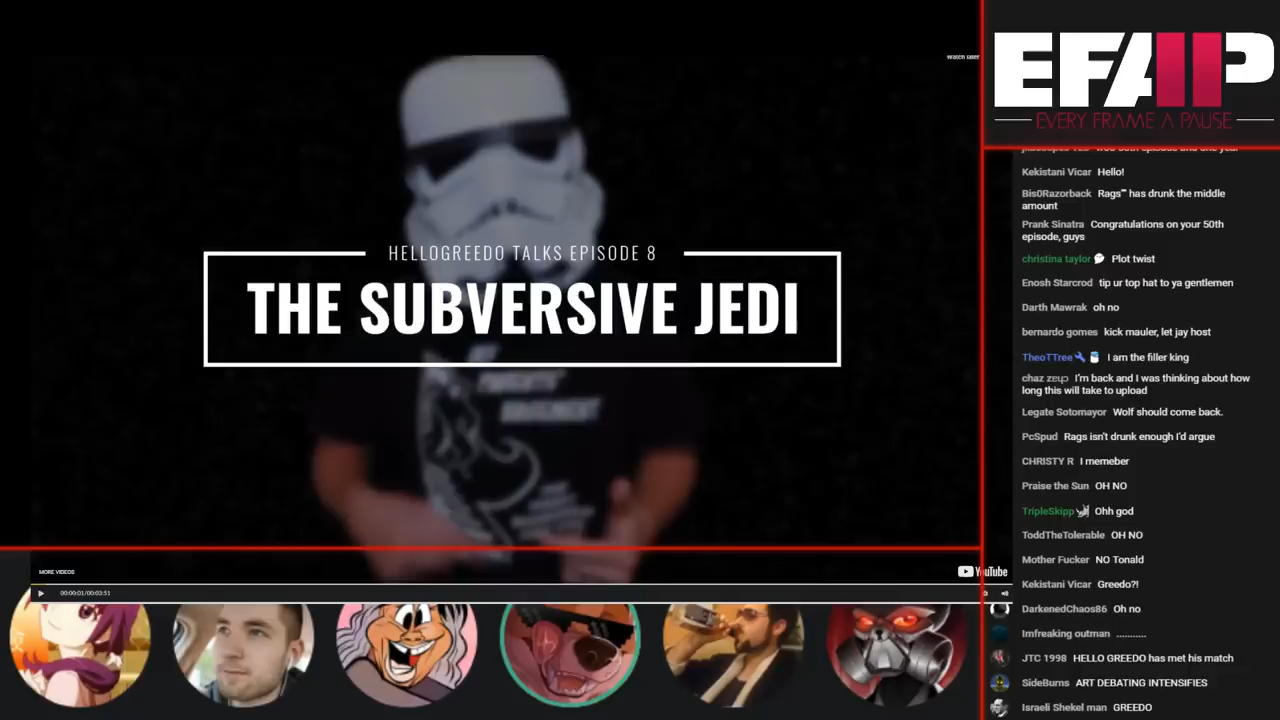 Watch later
HELLOGREEDO TALKS EPISODE 8
THE SUBVERSIVE JEDI
MORE VIDEOS
YouTube
00:00:01/00:03:51
EFAP
EVERY FRAME A PAUSE
Kekistani Vicar Hello!
Bis0Razorback Rags"" has drunk the middle
amount
Prank Sinatra Congratulations on your 50th
episode, guys
christina taylor Plot twist
Enosh Starcrod tip ur top hat to ya gentlemen
Darth Mawrak oh no
bernardo gomes kick mauler, let jay host
TheoTTree I am the filler king
chaz I'm back and I was thinking about how
long this will take to upload
Legate Sotomayor Wolf should come back.
PcSpud Rags isn't drunk enough I'd argue
CHRISTY R I memeber
Praise the Sun OH NO
TripleSkipp Ohh god
ToddTheTolerable OH NO
Mother Fucker NO Tonald
Kekistani Vicar Greedo?!
DarkenedChaos86 Oh no
Imfreaking outman ...........
JTC 1998 HELLO GREEDO has met his match
SideBurns ART DEBATING INTENSIFIES
Israeli Shekel man GREEDO